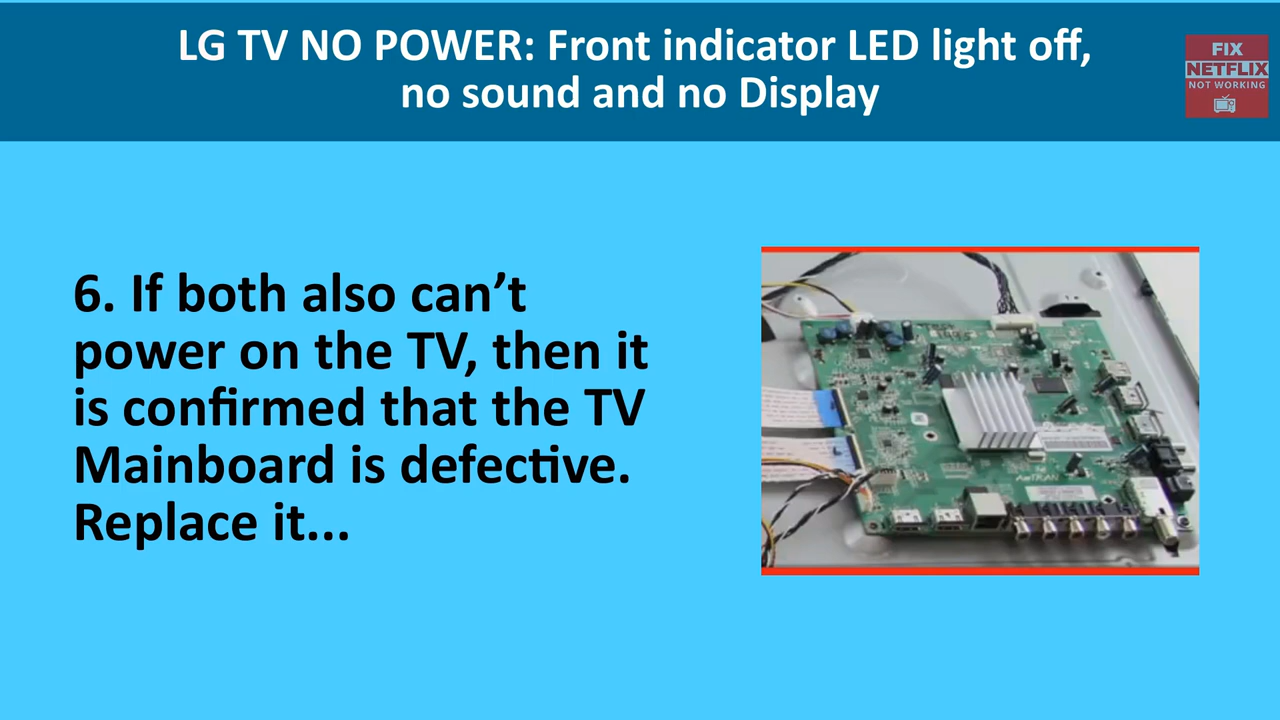 LG TV NO POWER: Front indicator LED light off,
no sound and no Display
FIX
NETFLIX
NOT WORKING
6. If both also can’t
power on the TV, then it
is confirmed that the TV
Mainboard is defective.
Replace it...
AmTRAN